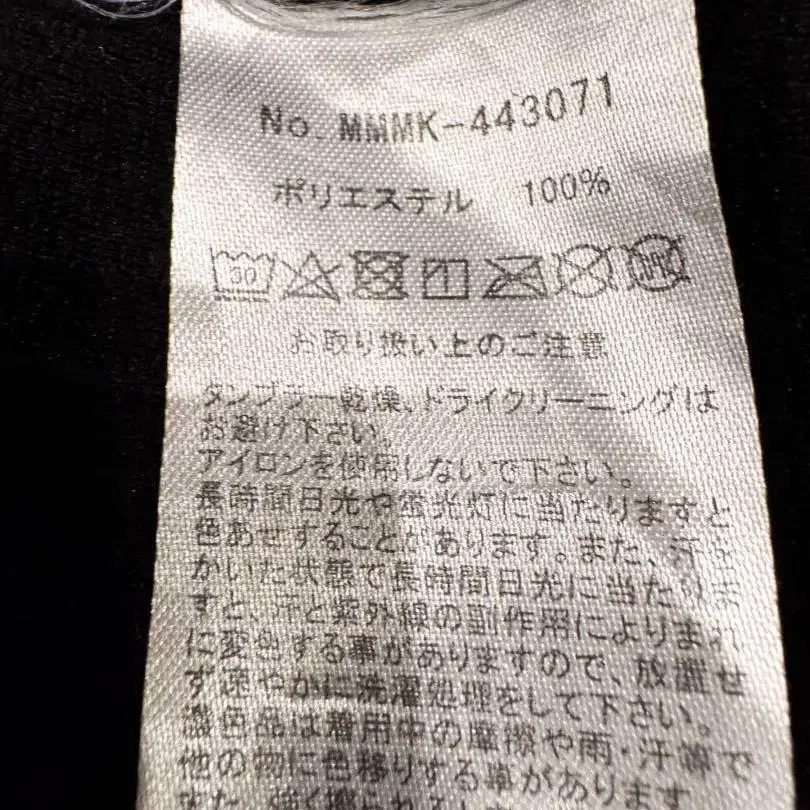 No. MMMK-443071
ポリエステル 100%
30
お取り扱い上のご注意
タンブラー乾燥、ドライクリーニングは
お避け下さい。
アイロンを使用しないで下さい。
長時間日光や蛍光灯に当たりますと
色あせすることがあります。また、汗を
かいた状態で長時間日光に当たりま
すと、汗と紫外線の副作用によりまれ
に変色する事がありますので、放置せ
ず速やかに洗濯処理をして下さい。
濃色品は着用中の摩擦や雨・汗等で
他の物に色移りする事があります
また、強く擦られる